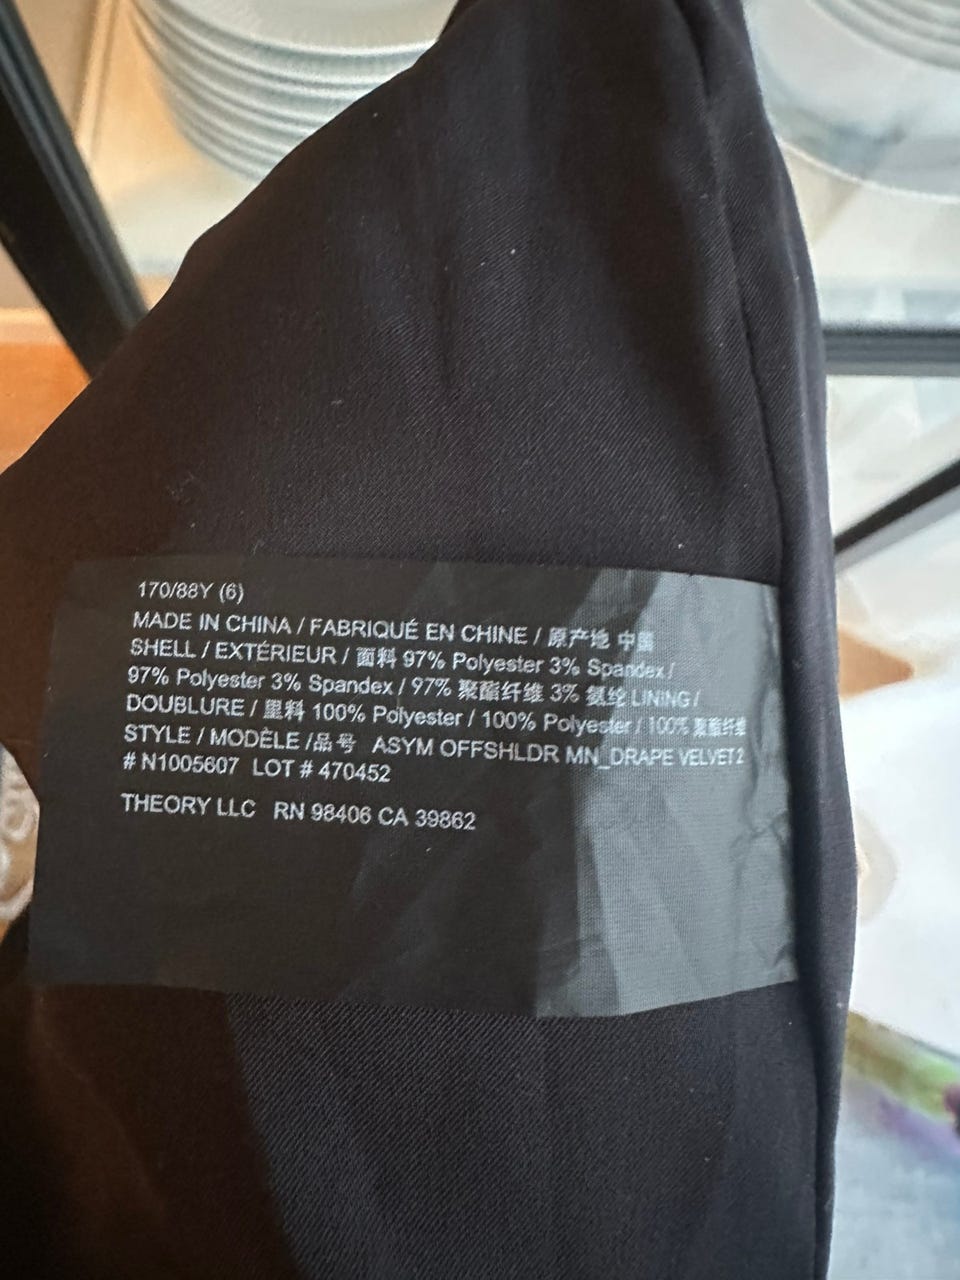 170/88Y (6)
MADE IN CHINA / FABRIQUÉ EN CHINE / 原产地 中国
SHELL / EXTÉRIEUR / 面料 97% Polyester 3% Spandex /
97% Polyester 3% Spandex / 97% 聚酯纤维 3% 氨纶 LINING /
DOUBLURE / 里料 100% Polyester / 100% Polyester / 100% 聚酯纤维
STYLE / MODÈLE /品号 ASYM OFFSHLDR MN_DRAPE VELVET2
# N1005607 LOT # 470452
THEORY LLC RN 98406 CA 39862